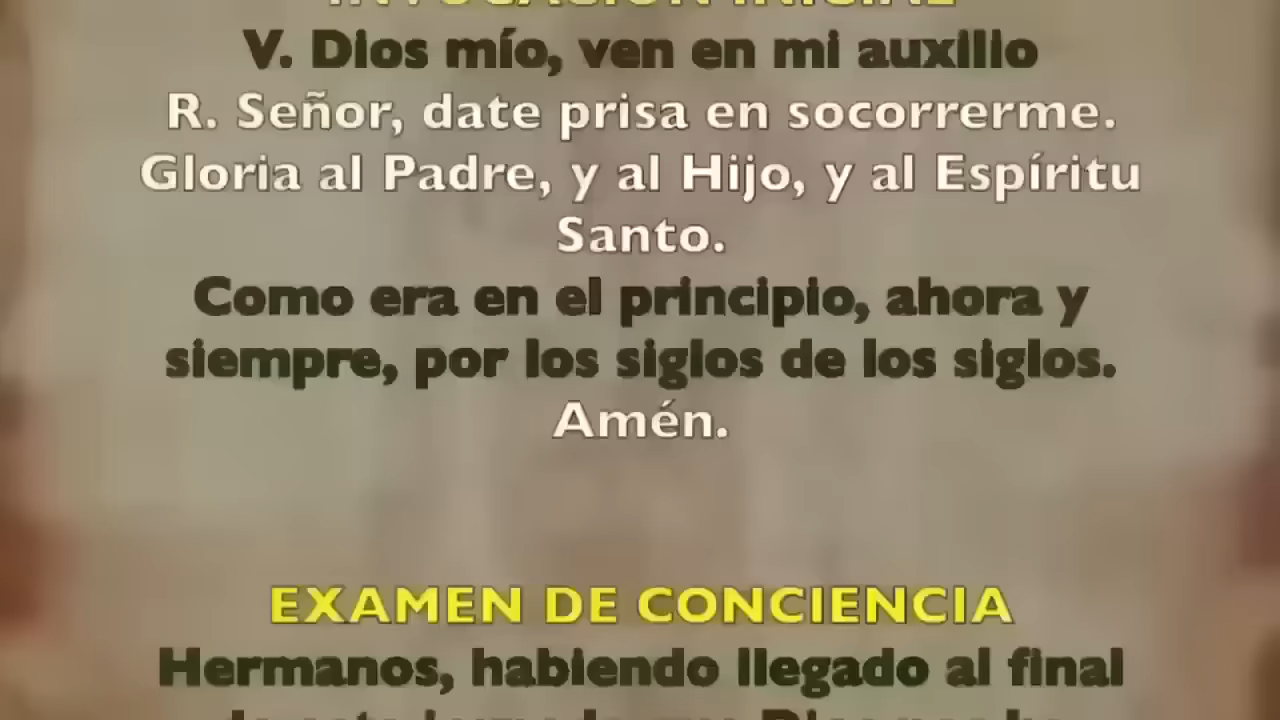 INVOCACIÓN INICIAL
V. Dios mío, ven en mi auxilio
R. Señor, date prisa en socorrerme.
Gloria al Padre, y al Hijo, y al Espíritu
Santo.
Como era en el principio, ahora y
siempre, por los siglos de los siglos.
Amén.
EXAMEN DE CONCIENCIA
Hermanos, habiendo llegado al final